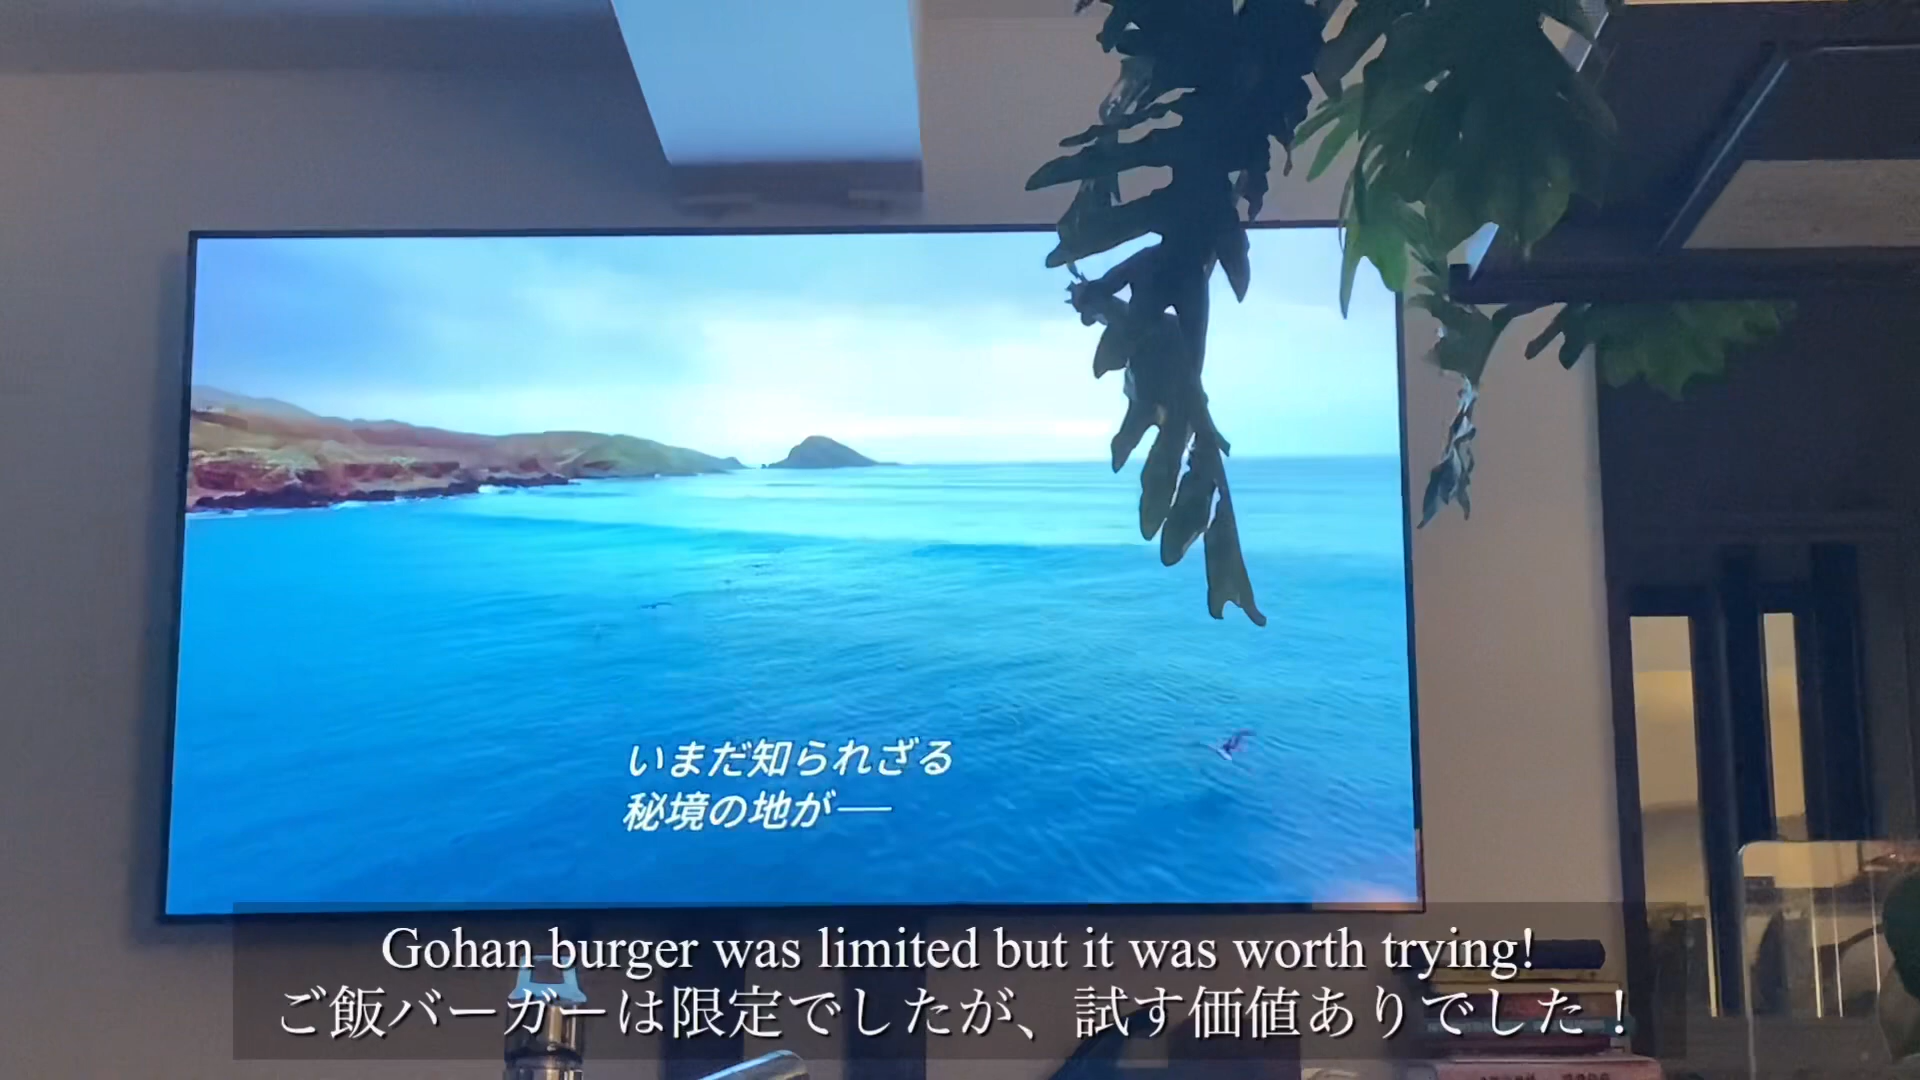 いまだ知られざる
秘境の地が──
Gohan burger was limited but it was worth trying!
ご飯バーガーは限定でしたが、試す価値ありでした！